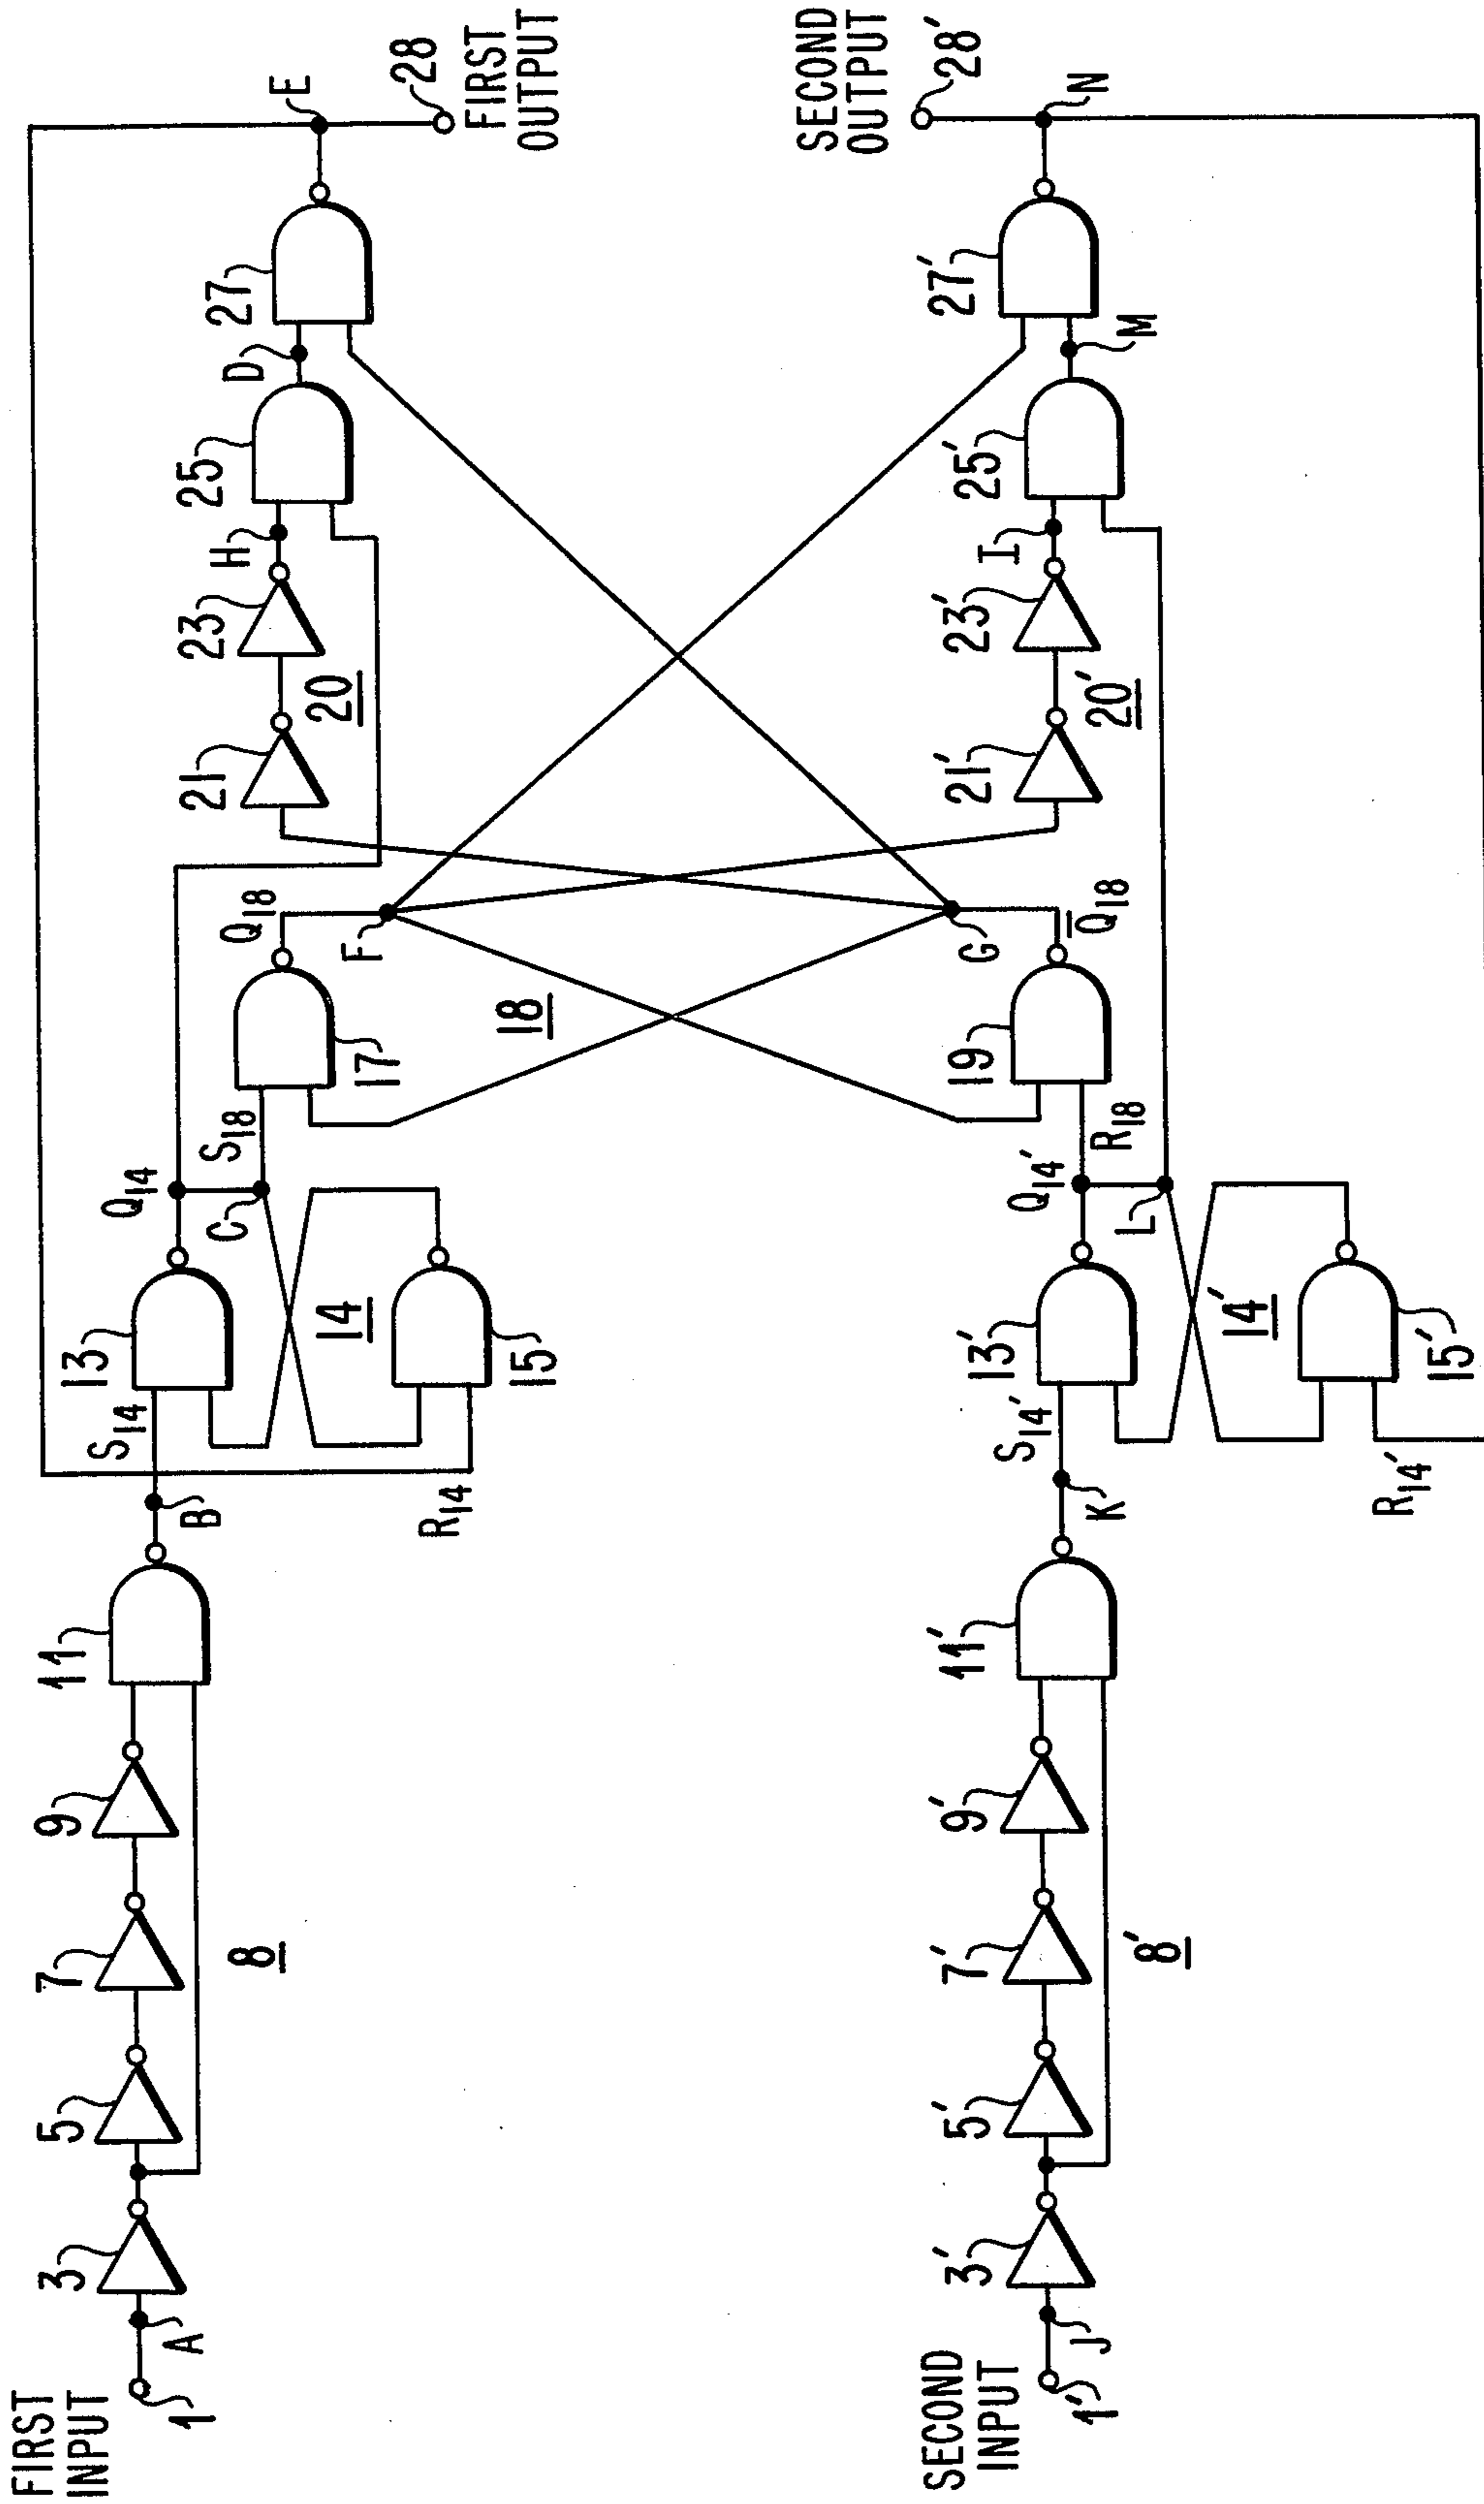 FIRST
INPUT
1
A
3
5
7
9
8
11
B
S14
R14
13
15
14
Q14
C
S18
17
18
Q18
F
21
23
20
H
25
D
27
E
28
FIRST
OUTPUT
SECOND
INPUT
1'
J
3'
5'
7'
9'
8'
11'
K
S14'
R14'
13'
15'
14'
Q14'
L
R18
19
G
Q̄18
21'
23'
20'
I
25'
M
27'
N
28'
SECOND
OUTPUT